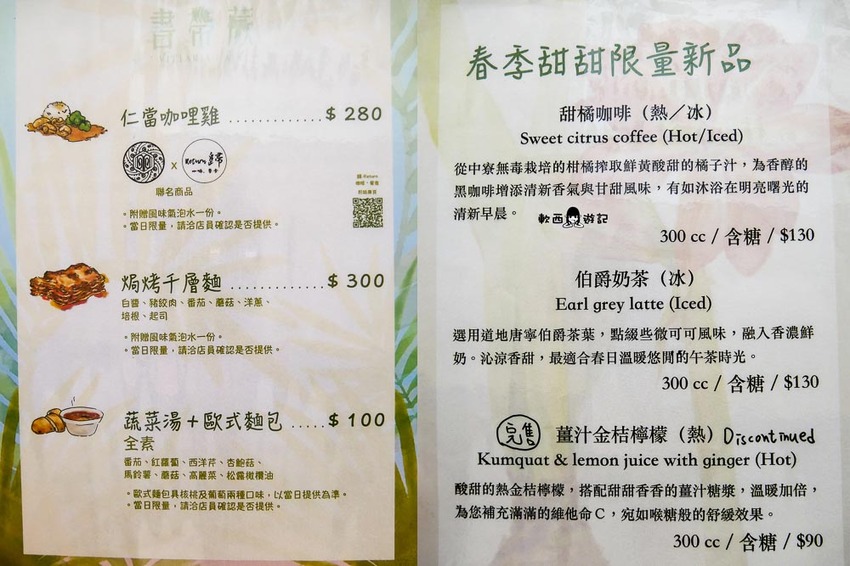 仁當咖哩雞 ............. $ 280
Return
x
聯名商品
•附贈風味氣泡水一份。
•當日限量，請洽店員確認是否提供。
焗烤千層麵 ............. $ 300
白醬、豬絞肉、番茄、蘑菇、洋蔥、
培根、起司
•附贈風味氣泡水一份。
•當日限量，請洽店員確認是否提供。
蔬菜湯＋歐式麵包 ..... $ 100
全素
番茄、紅蘿蔔、西洋芹、杏鮑菇、
馬鈴薯、蘑菇、高麗菜、松露橄欖油
•歐式麵包具核桃及葡萄兩種口味，以當日提供為準。
•當日限量，請洽店員確認是否提供。
春季甜甜限量新品
甜橘咖啡（熱／冰）
Sweet citrus coffee (Hot/Iced)
從中寮無毒栽培的柑橘搾取鮮黃酸甜的橘子汁，為香醇的
黑咖啡增添清新香氣與甘甜風味，有如沐浴在明亮曙光的
清新早晨。
軟西遊記
300 cc / 含糖 / $130
伯爵奶茶（冰）
Earl grey latte (Iced)
選用道地唐寧伯爵茶葉，點綴些微可可風味，融入香濃鮮
奶。沁涼香甜，最適合春日溫暖悠閒的午茶時光。
300 cc / 含糖 / $130
完售 薑汁金桔檸檬（熱）Discontinued
Kumquat & lemon juice with ginger (Hot)
酸甜的熱金桔檸檬，搭配甜甜香香的薑汁糖漿，溫暖加倍，
為您補充滿滿的維他命Ｃ，宛如喉糖般的舒緩效果。
300 cc / 含糖 / $90